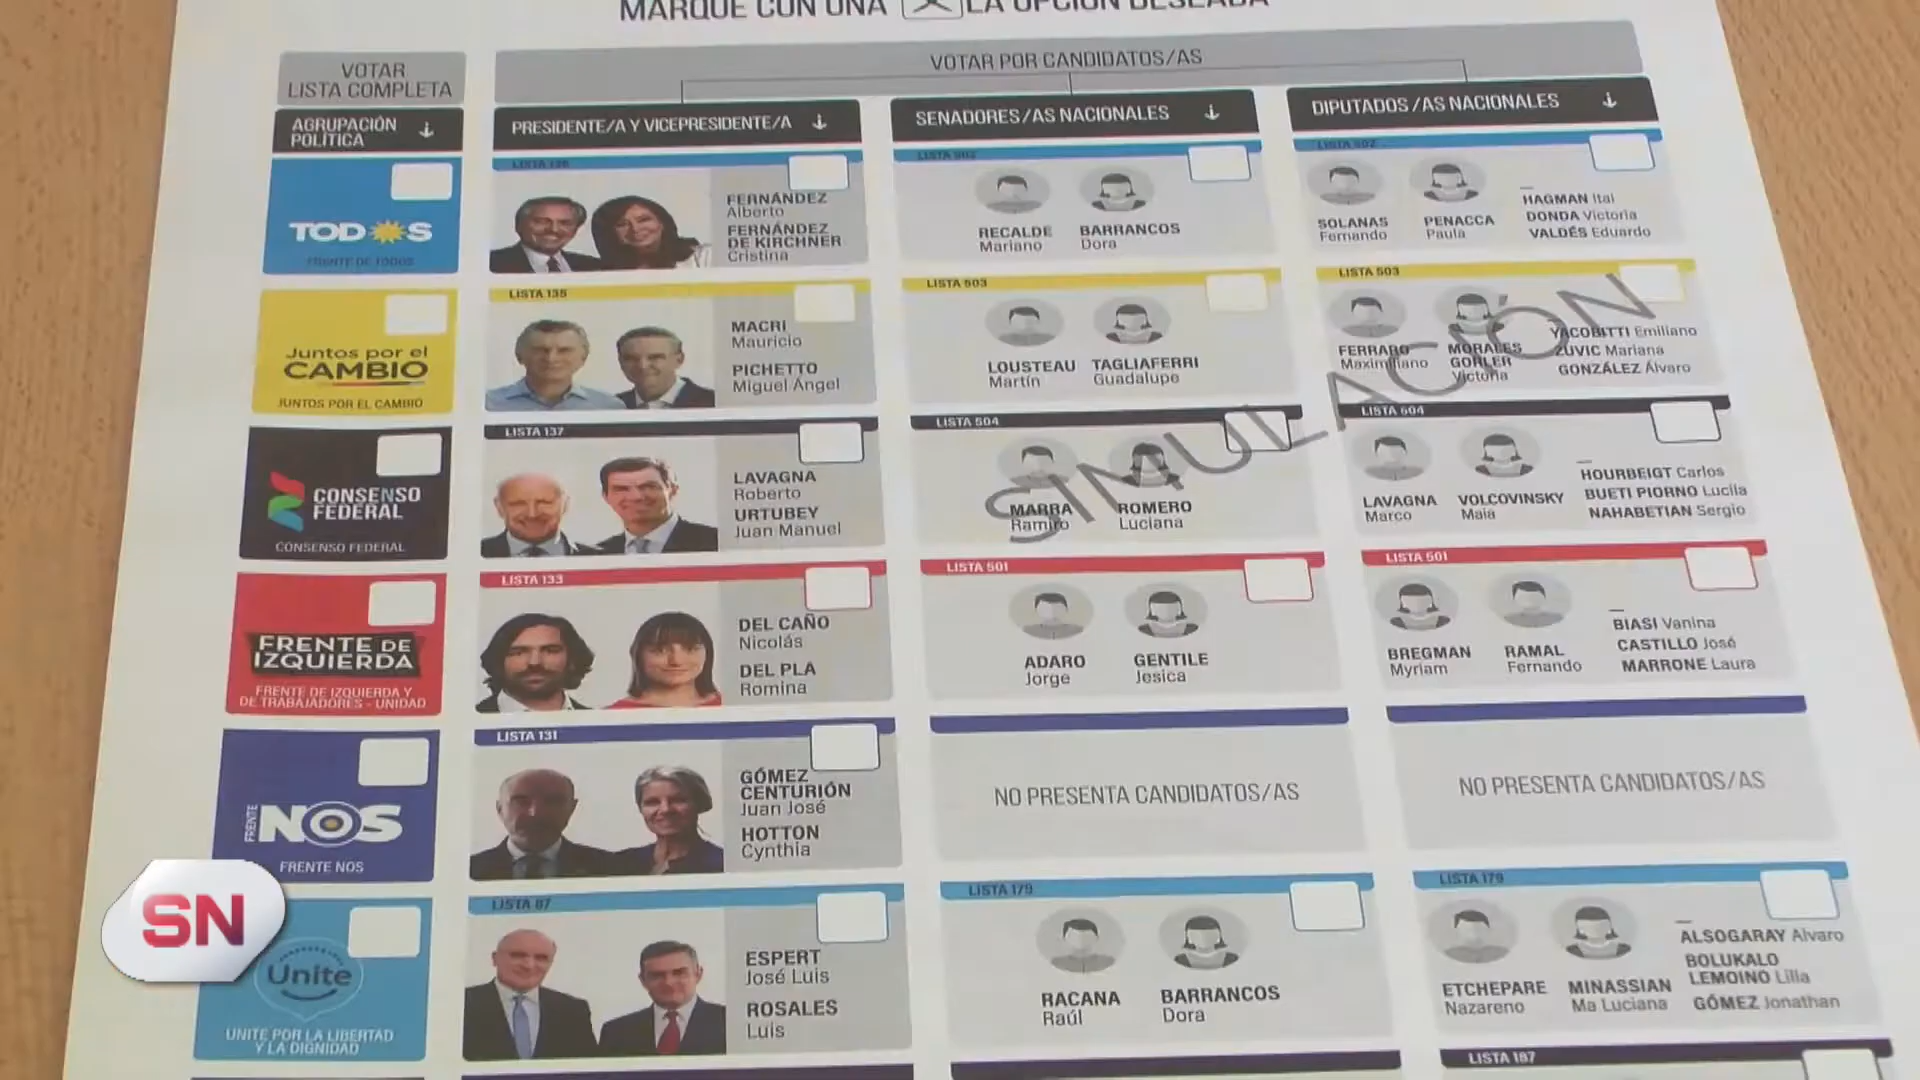 MARQUE CON UNA X LA OPCIÓN DESEADA
VOTAR
LISTA COMPLETA
VOTAR POR CANDIDATOS/AS
AGRUPACIÓN
POLÍTICA
PRESIDENTE/A Y VICEPRESIDENTE/A
SENADORES/AS NACIONALES
DIPUTADOS/AS NACIONALES
TODOS
FRENTE DE TODOS
LISTA 136
FERNÁNDEZ
Alberto
FERNÁNDEZ
DE KIRCHNER
Cristina
LISTA 502
RECALDE
Mariano
BARRANCOS
Dora
LISTA 502
SOLANAS
Fernando
PENACCA
Paula
HAGMAN Itai
DONDA Victoria
VALDÉS Eduardo
Juntos por el
CAMBIO
JUNTOS POR EL CAMBIO
LISTA 135
MACRI
Mauricio
PICHETTO
Miguel Ángel
LISTA 503
LOUSTEAU
Martín
TAGLIAFERRI
Guadalupe
LISTA 503
FERRARO
Maximiliano
MORALES
GORLERI
Victoria
YACOBITTI Emiliano
ZUVIC Mariana
GONZÁLEZ Álvaro
SIMULACIÓN
CONSENSO
FEDERAL
CONSENSO FEDERAL
LISTA 137
LAVAGNA
Roberto
URTUBEY
Juan Manuel
LISTA 504
MARRA
Ramiro
ROMERO
Luciana
LISTA 504
LAVAGNA
Marco
VOLCOVINSKY
Maia
HOURBEIGT Carlos
BUETI PIORNO Lucila
NAHABETIAN Sergio
FRENTE DE
IZQUIERDA
FRENTE DE IZQUIERDA Y
DE TRABAJADORES - UNIDAD
LISTA 133
DEL CAÑO
Nicolás
DEL PLA
Romina
LISTA 501
ADARO
Jorge
GENTILE
Jesica
LISTA 501
BREGMAN
Myriam
RAMAL
Fernando
BIASI Vanina
CASTILLO José
MARRONE Laura
FRENTE
NOS
FRENTE NOS
LISTA 131
GÓMEZ
CENTURIÓN
Juan José
HOTTON
Cynthia
NO PRESENTA CANDIDATOS/AS
NO PRESENTA CANDIDATOS/AS
SN
Unite
UNITE POR LA LIBERTAD
Y LA DIGNIDAD
LISTA 87
ESPERT
José Luis
ROSALES
Luis
LISTA 179
RACANA
Raúl
BARRANCOS
Dora
LISTA 179
ETCHEPARE
Nazareno
MINASSIAN
Ma Luciana
ALSOGARAY Alvaro
BOLUKALO
LEMOINO Lilia
GÓMEZ Jonathan
LISTA 187